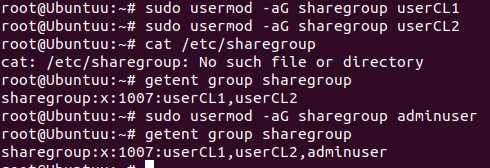 root@Ubuntuu:~# sudo usermod -aG sharegroup userCL1
root@Ubuntuu:~# sudo usermod -aG sharegroup userCL2
root@Ubuntuu:~# cat /etc/sharegroup
cat: /etc/sharegroup: No such file or directory
root@Ubuntuu:~# getent group sharegroup
sharegroup:x:1007:userCL1,userCL2
root@Ubuntuu:~# sudo usermod -aG sharegroup adminuser
root@Ubuntuu:~# getent group sharegroup
sharegroup:x:1007:userCL1,userCL2,adminuser
root@Ubuntuu:~#